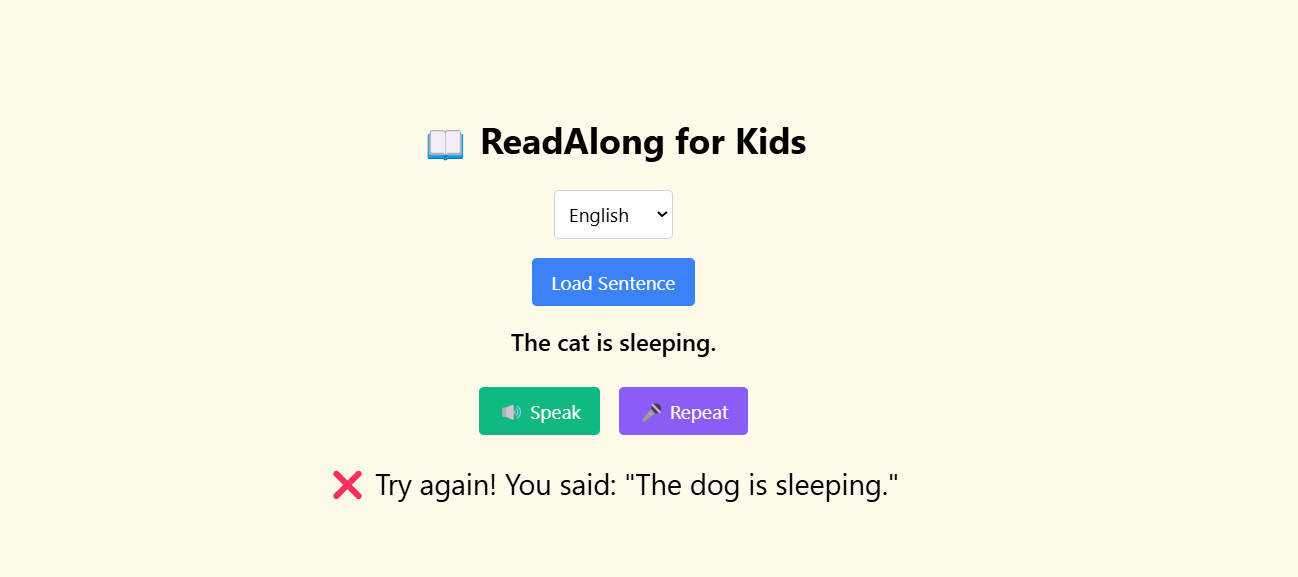 📖 ReadAlong for Kids
English
Load Sentence
The cat is sleeping.
🔊 Speak 🎤 Repeat
❌ Try again! You said: "The dog is sleeping."